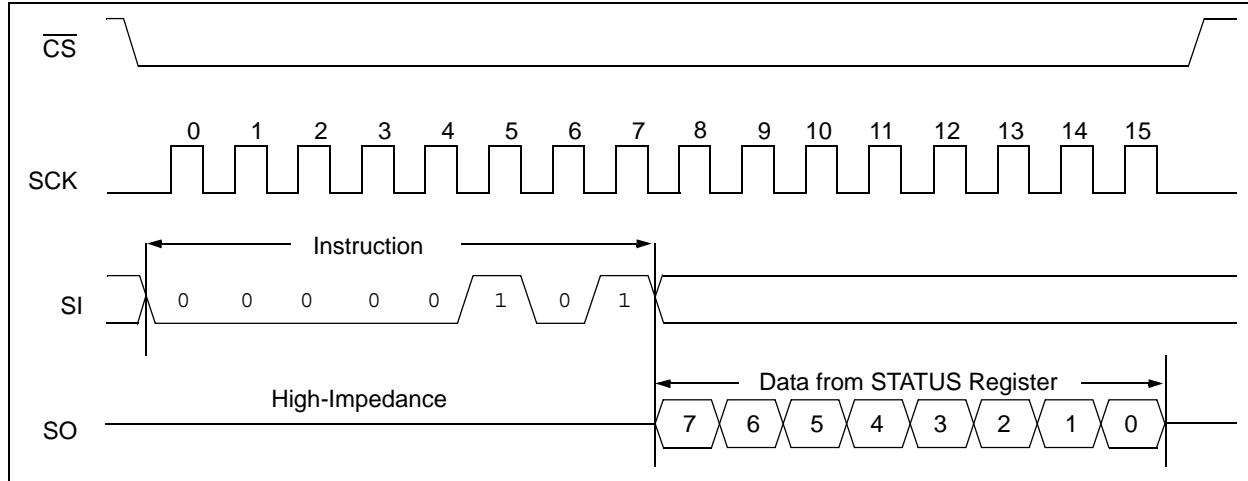 CS
0 1 2 3 4 5 6 7 8 9 10 11 12 13 14 15
SCK
Instruction
SI 0 0 0 0 0 1 0 1
Data from STATUS Register
High-Impedance
SO 7 6 5 4 3 2 1 0